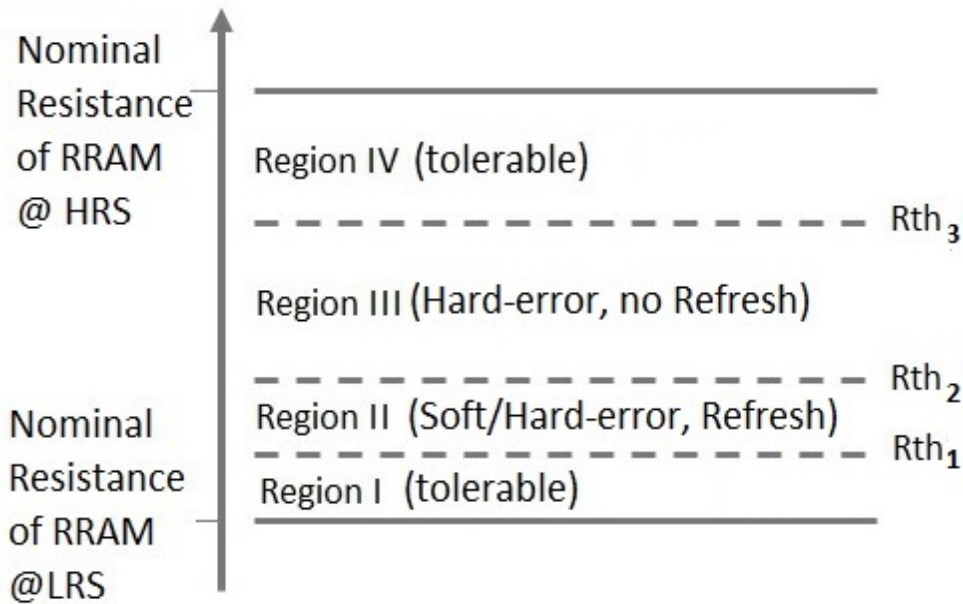 Nominal
Resistance
of RRAM
@ HRS
Region IV (tolerable)
Rth3
Region III (Hard-error, no Refresh)
Rth2
Region II (Soft/Hard-error, Refresh)
Rth1
Region I (tolerable)
Nominal
Resistance
of RRAM
@LRS